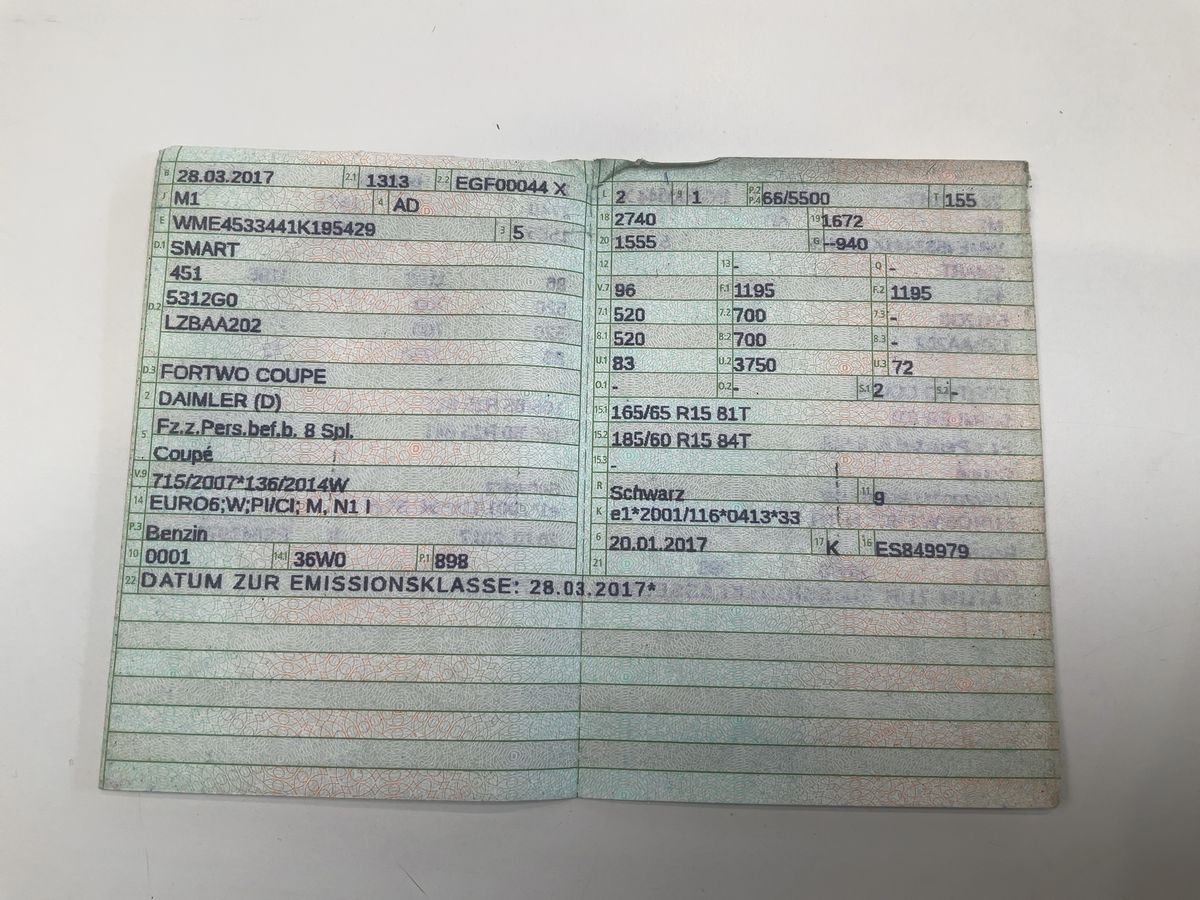 B 28.03.2017 2.1 1313 2.2 EGF00044 X
J M1 4 AD
E WME4533441K195429 3 5
D.1 SMART
451
D.2 5312G0
LZBAA202
D.3 FORTWO COUPE
2 DAIMLER (D)
5 Fz.z.Pers.bef.b. 8 Spl.
Coupé
V.9 715/2007*136/2014W
14 EURO6;W;PI/CI; M, N1 I
P.3 Benzin
10 0001 14.1 36W0 P.1 898
L 2 9 1 P.2 P.4 66/5500 T 155
18 2740 19 1672
20 1555 G --940
12 13 - Q -
V.7 96 F.1 1195 F.2 1195
7.1 520 7.2 700 7.3 -
8.1 520 8.2 700 8.3 -
U.1 83 U.2 3750 U.3 72
O.1 - O.2 - S.1 2 S.2 -
15.1 165/65 R15 81T
15.2 185/60 R15 84T
15.3 -
R Schwarz 11 9
K e1*2001/116*0413*33
6 20.01.2017 17 K 16 ES849979
21
22 DATUM ZUR EMISSIONSKLASSE: 28.03.2017*